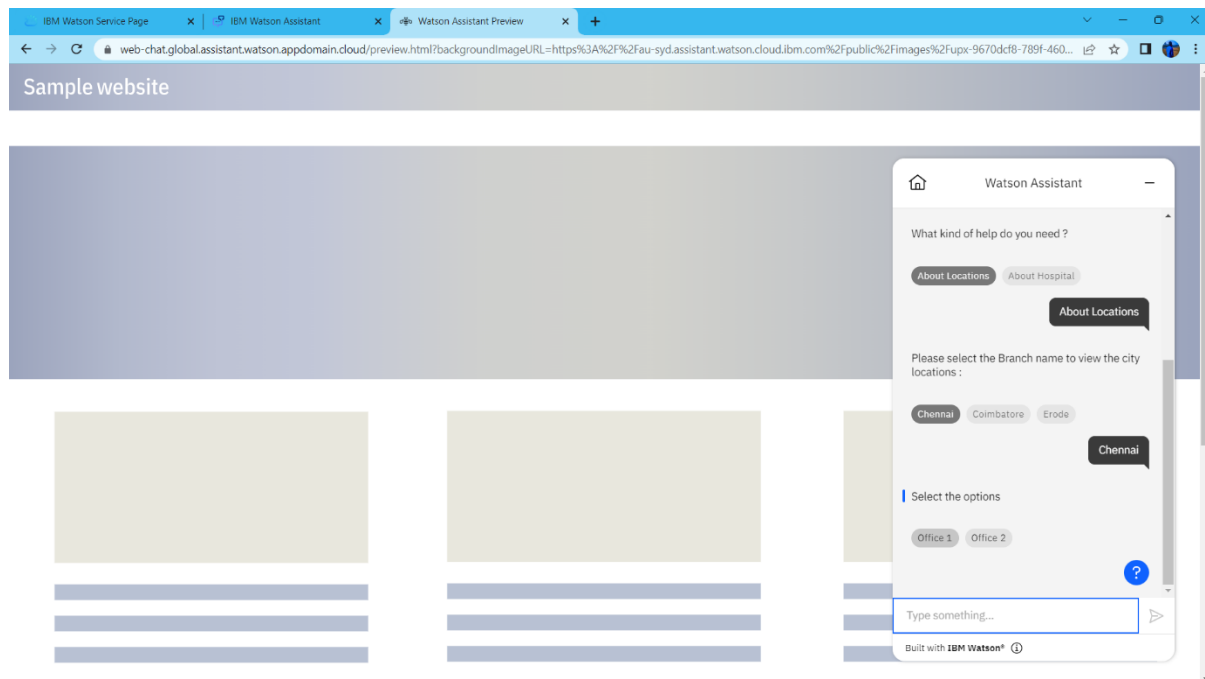 IBM Watson Service Page
IBM Watson Assistant
Watson Assistant Preview
web-chat.global.assistant.watson.appdomain.cloud/preview.html?backgroundImageURL=https%3A%2F%2Fau-syd.assistant.watson.cloud.ibm.com%2Fpublic%2Fimages%2Fupx-9670dcf8-789f-460...
Sample website
Watson Assistant
What kind of help do you need ?
About Locations About Hospital
About Locations
Please select the Branch name to view the city
locations :
Chennai Coimbatore Erode
Chennai
Select the options
Office 1 Office 2
?
Type something...
Built with IBM Watson®